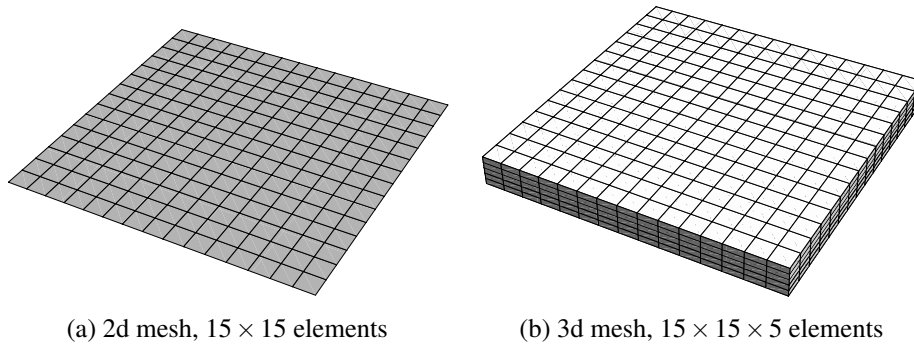 (a) 2d mesh, 15 × 15 elements
(b) 3d mesh, 15 × 15 × 5 elements